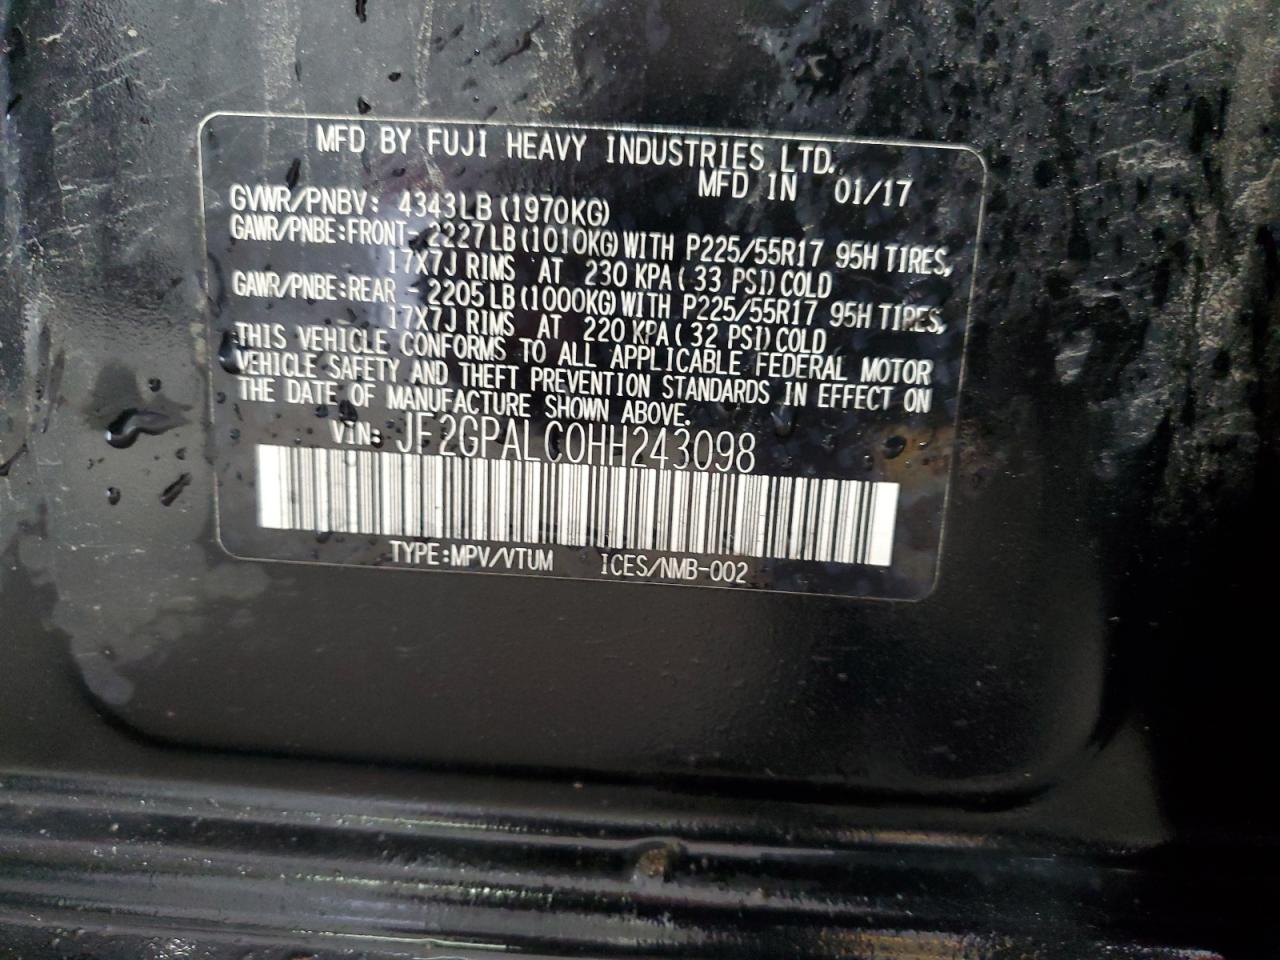 MFD BY FUJI HEAVY INDUSTRIES LTD.
MFD IN 01/17
GVWR/PNBV: 4343LB(1970KG)
GAWR/PNBE:FRONT- 2227LB(1010KG)WITH P225/55R17 95H TIRES,
17X7J RIMS AT 230 KPA(33 PSI)COLD
GAWR/PNBE:REAR - 2205LB(1000KG)WITH P225/55R17 95H TIRES,
17X7J RIMS AT 220 KPA(32 PSI)COLD
THIS VEHICLE CONFORMS TO ALL APPLICABLE FEDERAL MOTOR
VEHICLE SAFETY AND THEFT PREVENTION STANDARDS IN EFFECT ON
THE DATE OF MANUFACTURE SHOWN ABOVE.
VIN: JF2GPALC0HH243098
TYPE:MPV/VTUM ICES/NMB-002